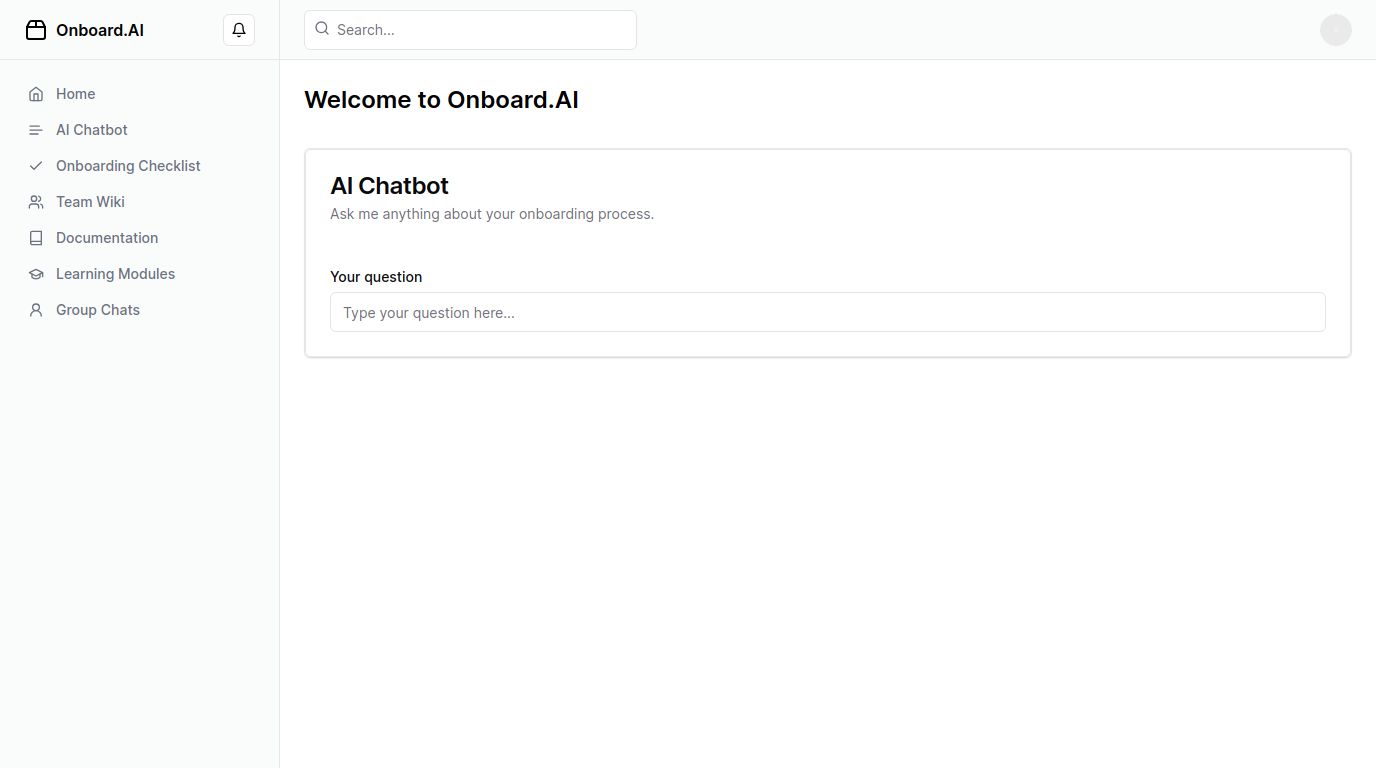 Onboard.AI
Search...
Home
AI Chatbot
Onboarding Checklist
Team Wiki
Documentation
Learning Modules
Group Chats
Welcome to Onboard.AI
AI Chatbot
Ask me anything about your onboarding process.
Your question
Type your question here...